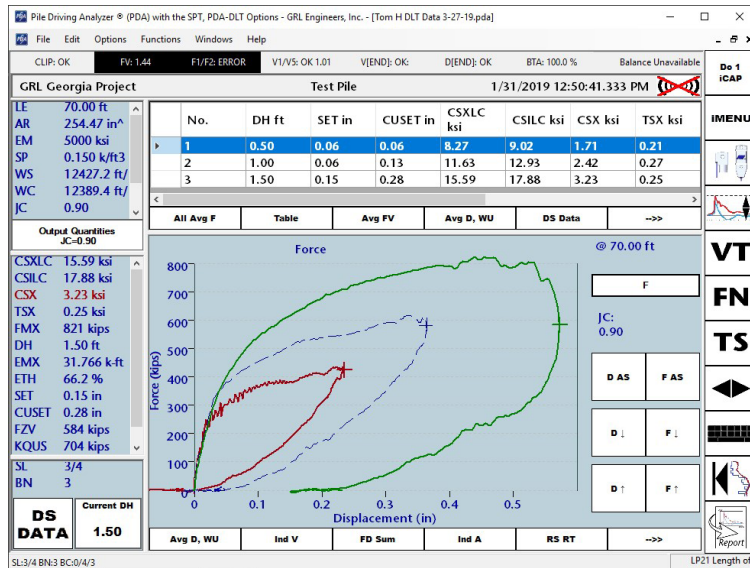 Pile Driving Analyzer ® (PDA) with the SPT, PDA-DLT Options - GRL Engineers, Inc. - [Tom H DLT Data 3-27-19.pda]
File Edit Options Functions Windows Help
CLIP: OK FV: 1.44 F1/F2: ERROR V1/V5: OK 1.01 V[END]: OK: D[END]: OK BTA: 100.0 % Balance Unavailable
GRL Georgia Project Test Pile 1/31/2019 12:50:41.333 PM
Do 1
iCAP
LE 70.00 ft
AR 254.47 in^
EM 5000 ksi
SP 0.150 k/ft3
WS 12427.2 ft/
WC 12389.4 ft/
JC 0.90
No. DH ft SET in CUSET in CSXLC ksi CSILC ksi CSX ksi TSX ksi
1 0.50 0.06 0.06 8.27 9.02 1.71 0.21
2 1.00 0.06 0.13 11.63 12.93 2.42 0.27
3 1.50 0.15 0.28 15.59 17.88 3.23 0.25
iMENU
All Avg F Table Avg FV Avg D, WU DS Data -->>
Output Quantities
JC=0.90
CSXLC 15.59 ksi
CSILC 17.88 ksi
CSX 3.23 ksi
TSX 0.25 ksi
FMX 821 kips
DH 1.50 ft
EMX 31.766 k-ft
ETH 66.2 %
SET 0.15 in
CUSET 0.28 in
FZV 584 kips
KQUS 704 kips
SL 3/4
BN 3
DS
DATA
Current DH
1.50
Force
@ 70.00 ft
Force (kips)
800
700
600
500
400
300
200
100
0
0 0.1 0.2 0.3 0.4 0.5
Displacement (in)
F
JC:
0.90
D AS F AS
D ↓ F ↓
D ↑ F ↑
VT
FN
TS
Report
Avg D, WU Ind V FD Sum Ind A RS RT -->>
SL:3/4 BN:3 BC:0/4/3
LP21 Length of